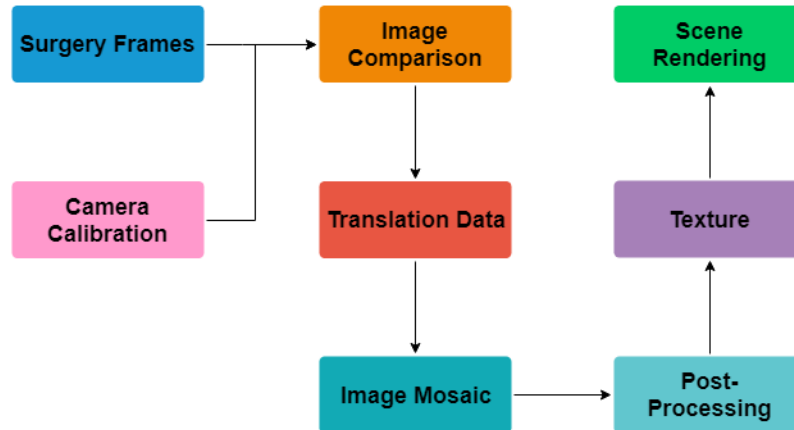 Surgery Frames
Image
Comparison
Scene
Rendering
Camera
Calibration
Translation Data
Texture
Image Mosaic
Post-
Processing